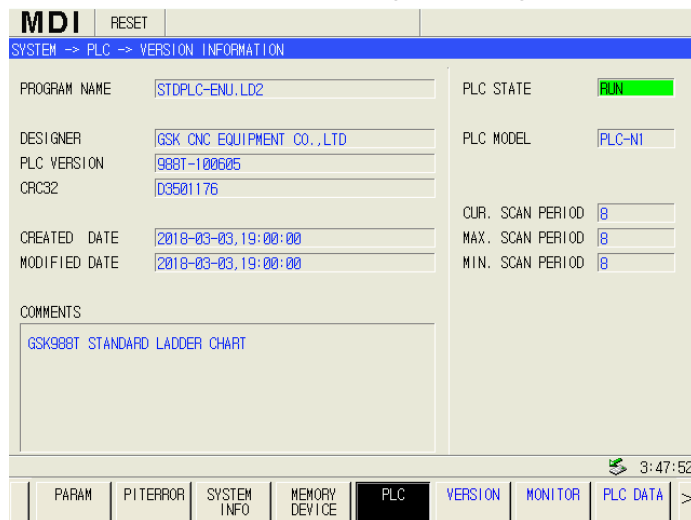 MDI RESET
SYSTEM -> PLC -> VERSION INFORMATION
PROGRAM NAME STDPLC-ENU.LD2 PLC STATE RUN
DESIGNER GSK CNC EQUIPMENT CO.,LTD PLC MODEL PLC-N1
PLC VERSION 988T-100605
CRC32 D3501176
CUR. SCAN PERIOD 8
CREATED DATE 2018-03-03,19:00:00 MAX. SCAN PERIOD 8
MODIFIED DATE 2018-03-03,19:00:00 MIN. SCAN PERIOD 8
COMMENTS
GSK988T STANDARD LADDER CHART
3:47:52
PARAM PITERROR SYSTEM INFO MEMORY DEVICE PLC VERSION MONITOR PLC DATA >